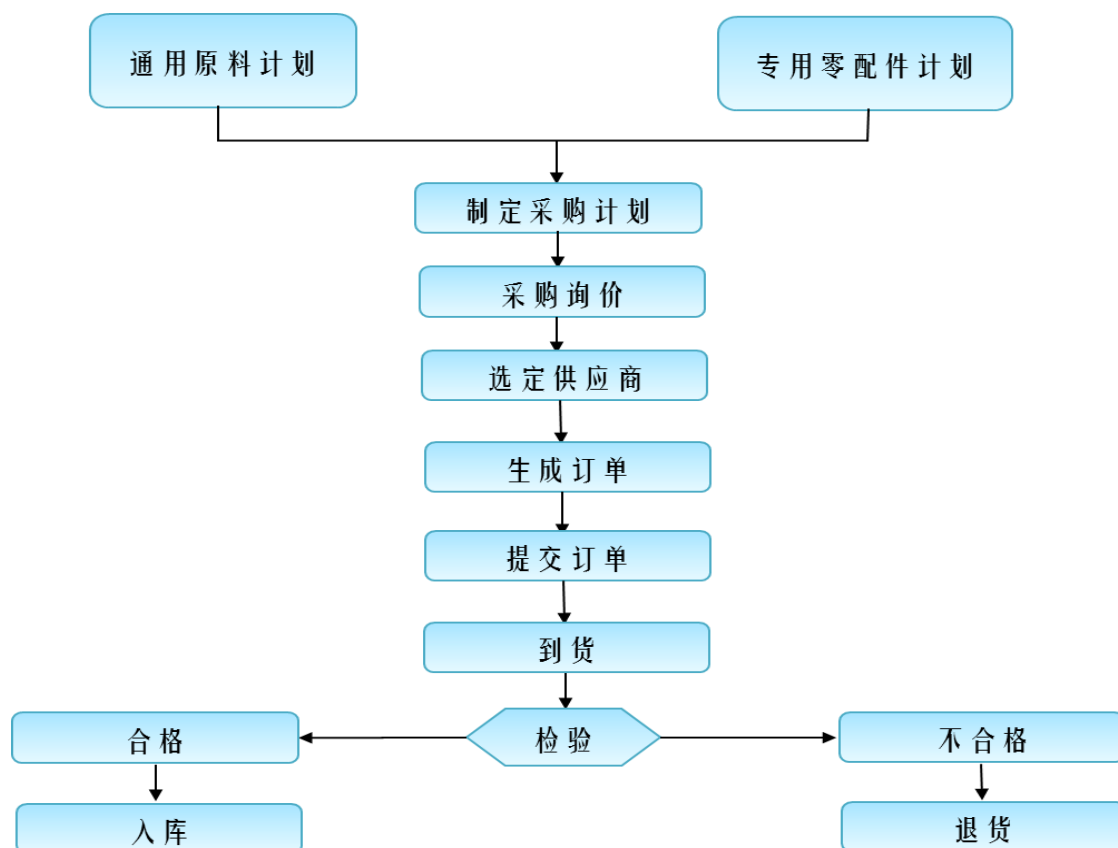 通用原料计划
专用零配件计划
制定采购计划
采购询价
选定供应商
生成订单
提交订单
到货
合格
检验
不合格
入库
退货